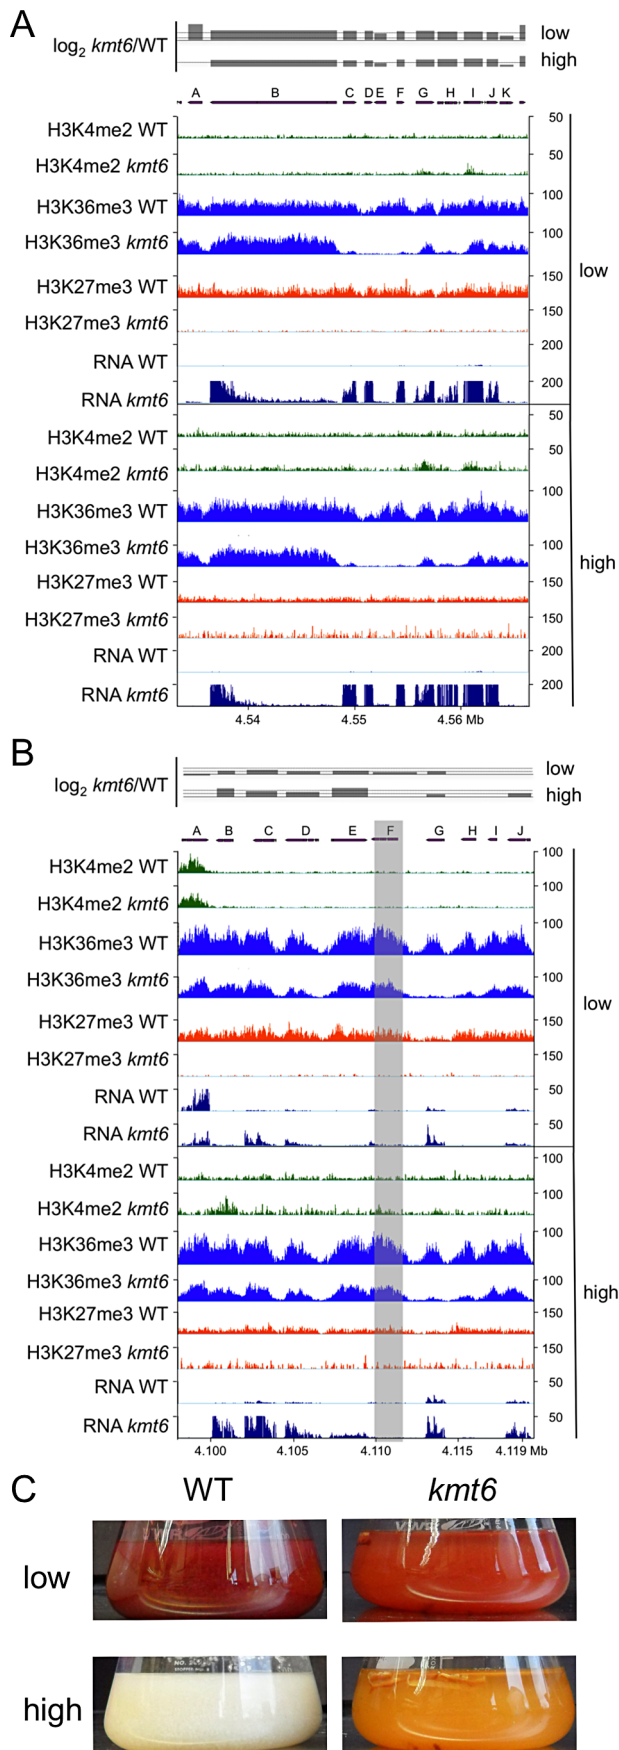 A
log2 kmt6/WT
low
high
A B C D E F G H I J K
H3K4me2 WT 50
H3K4me2 kmt6 50
H3K36me3 WT 100
H3K36me3 kmt6 100
H3K27me3 WT 150
low
H3K27me3 kmt6 150
RNA WT 200
RNA kmt6 200
H3K4me2 WT 50
H3K4me2 kmt6 50
H3K36me3 WT 100
H3K36me3 kmt6 100
high
H3K27me3 WT 150
H3K27me3 kmt6 150
RNA WT 200
RNA kmt6 200
4.54 4.55 4.56 Mb
B
log2 kmt6/WT
low
high
A B C D E F G H I J
H3K4me2 WT 100
H3K4me2 kmt6 100
H3K36me3 WT 100
H3K36me3 kmt6 100
low
H3K27me3 WT 150
H3K27me3 kmt6 150
RNA WT 50
RNA kmt6 50
H3K4me2 WT 100
H3K4me2 kmt6 100
H3K36me3 WT 100
H3K36me3 kmt6 100
high
H3K27me3 WT 150
H3K27me3 kmt6 150
RNA WT 50
RNA kmt6 50
4.100 4.105 4.110 4.115 4.119 Mb
C
WT kmt6
VWR VWR
low
NO.
high